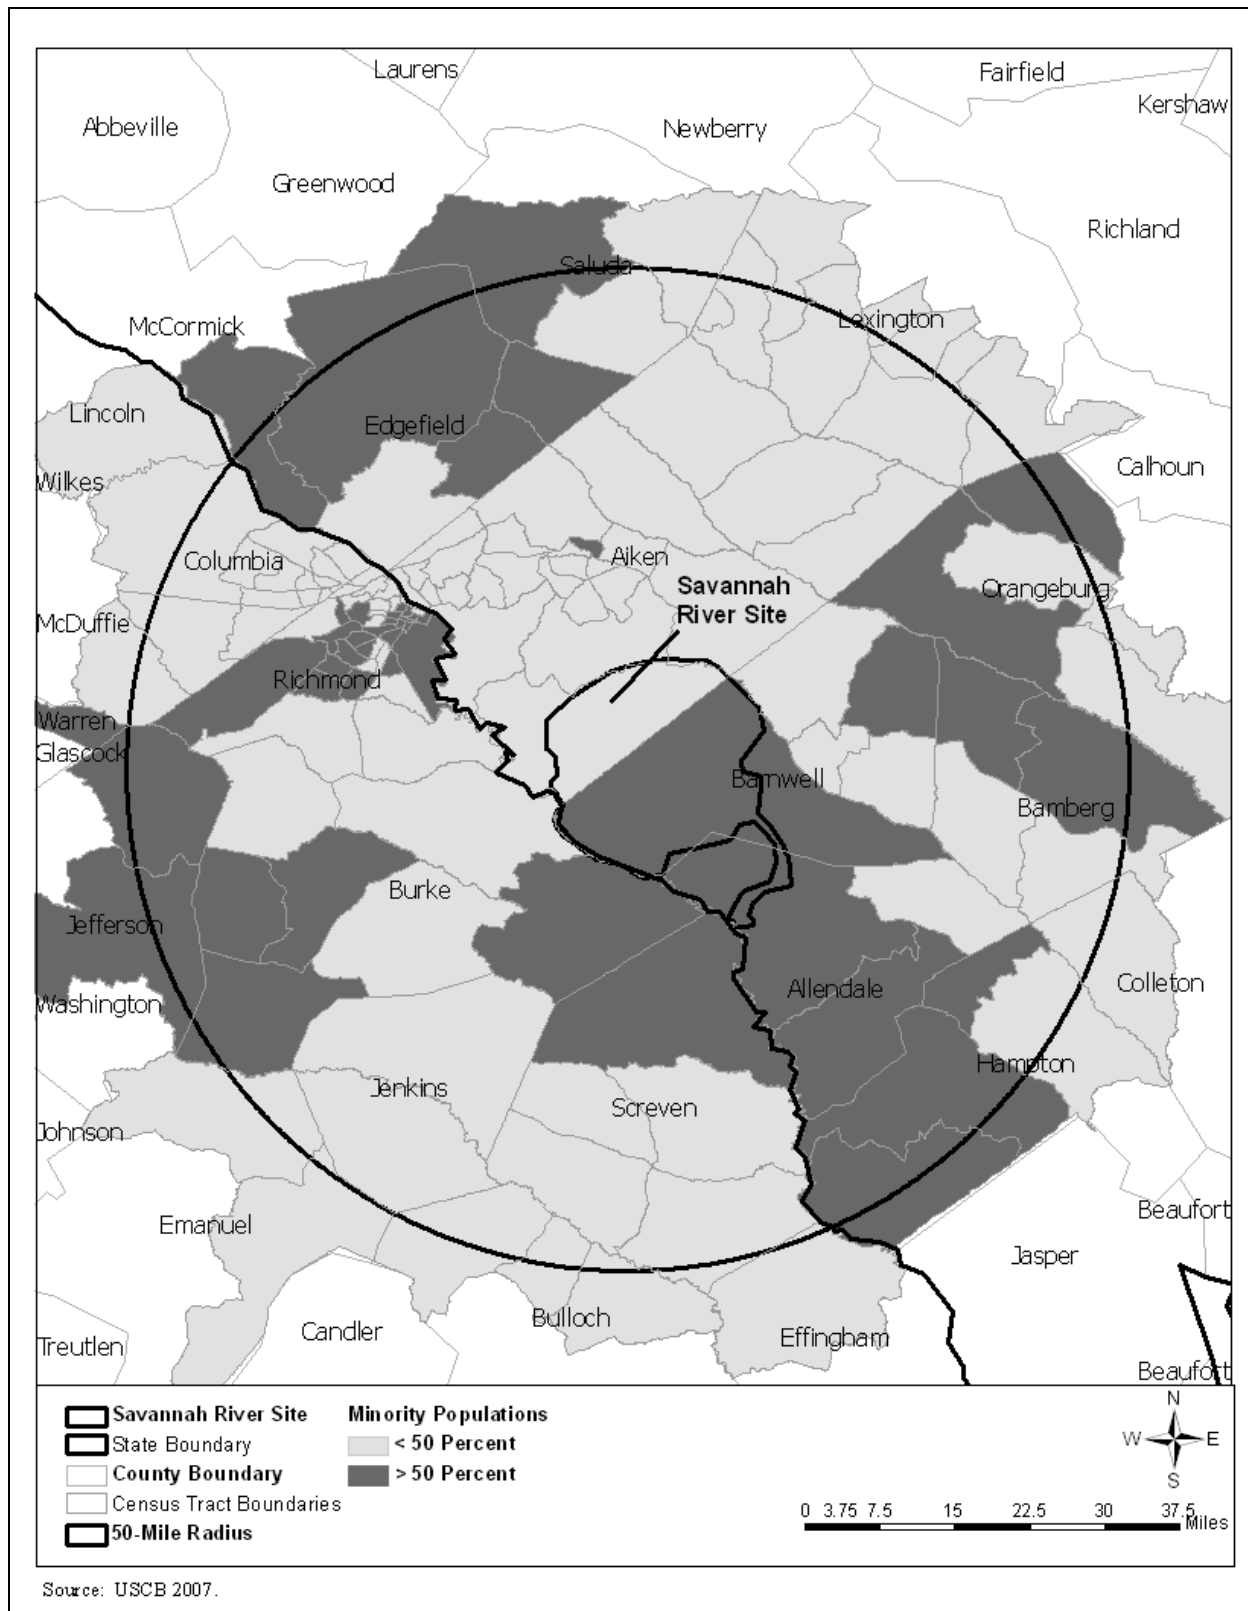 Laurens
Fairfield
Kershaw
Abbeville
Newberry
Greenwood
Richland
Saluda
McCormick
Lexington
Lincoln
Edgefield
Calhoun
Wilkes
Columbia
Aiken
Savannah
River Site
Orangeburg
McDuffie
Richmond
Warren
Glascock
Barnwell
Bamberg
Burke
Jefferson
Allendale
Colleton
Washington
Hampton
Jenkins
Screven
Johnson
Emanuel
Beaufort
Jasper
Bulloch
Candler
Effingham
Treutlen
Beaufort
Savannah River Site
State Boundary
County Boundary
Census Tract Boundaries
50-Mile Radius
Minority Populations
< 50 Percent
> 50 Percent
N
W E
S
0 3.75 7.5 15 22.5 30 37.5
Miles
Source: USCB 2007.